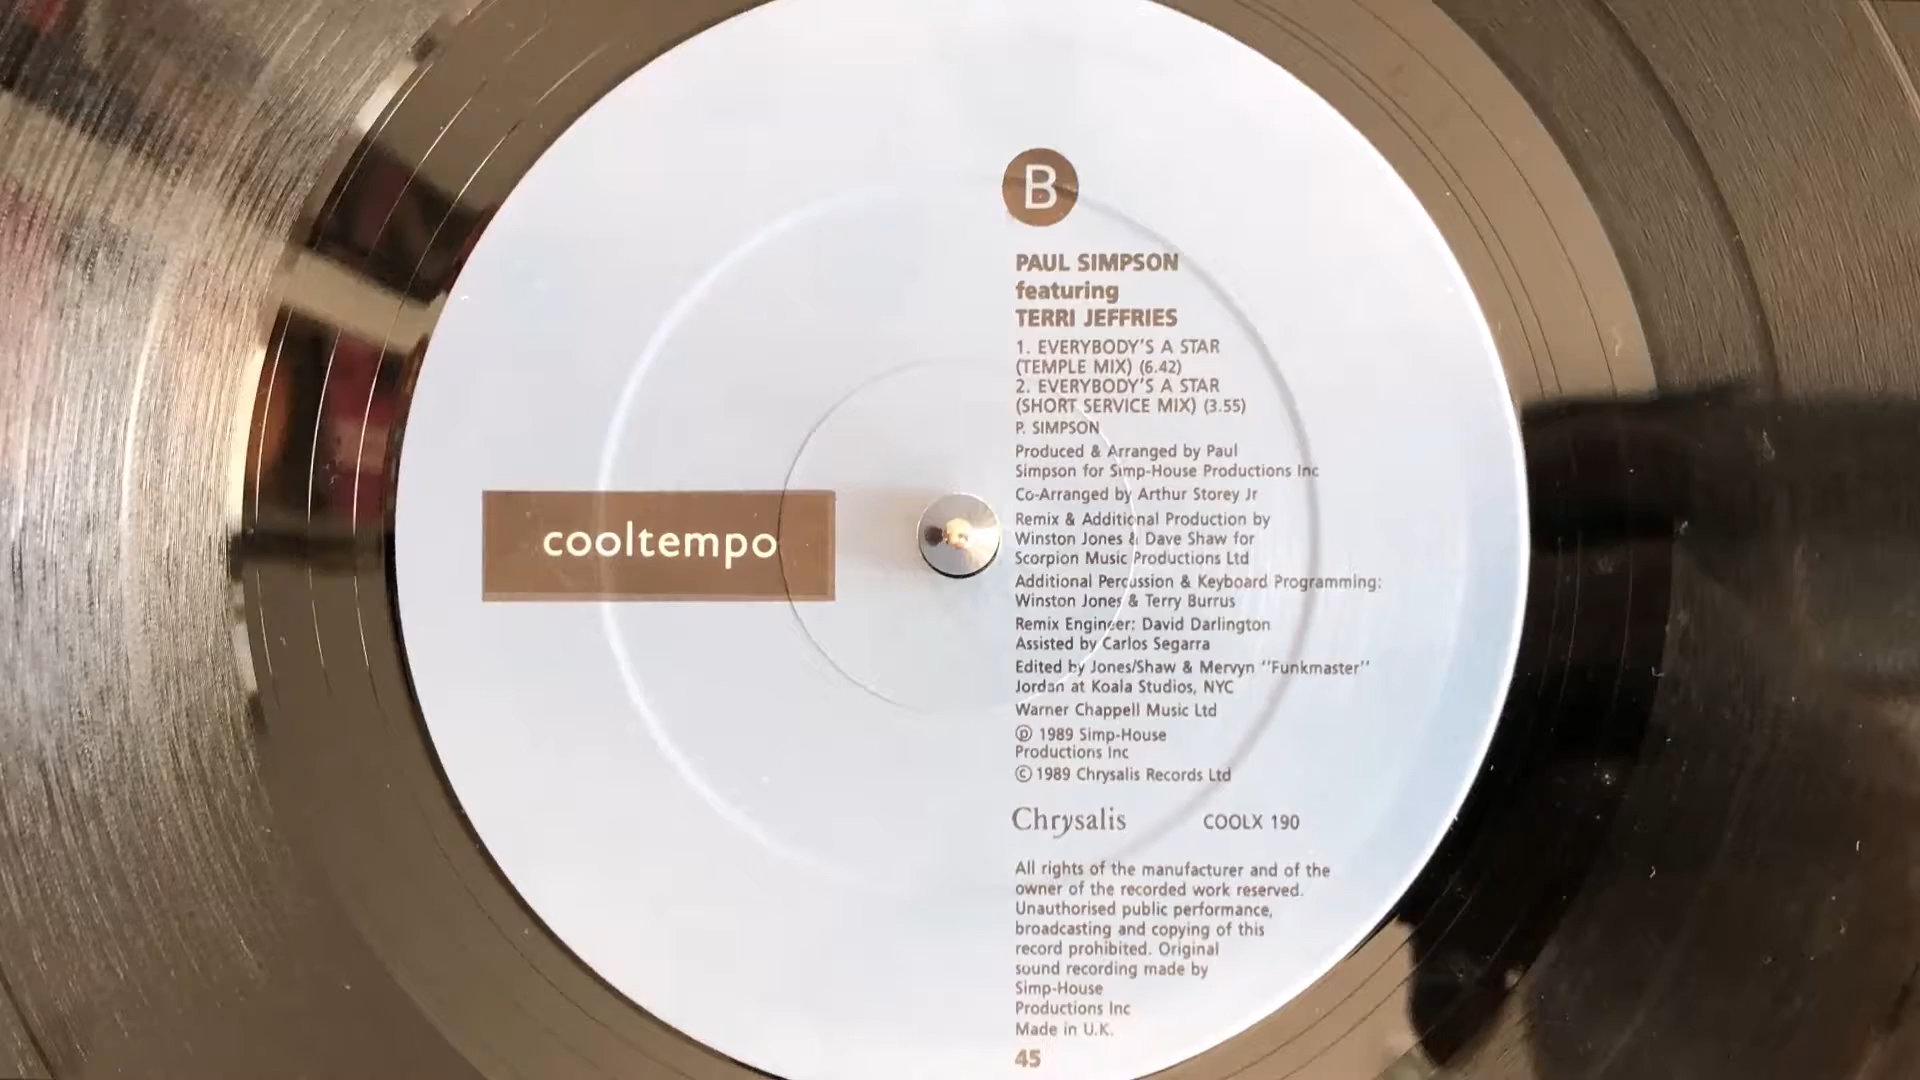 B
PAUL SIMPSON
featuring
TERRI JEFFRIES
1. EVERYBODY'S A STAR
(TEMPLE MIX) (6.42)
2. EVERYBODY'S A STAR
(SHORT SERVICE MIX) (3.55)
P. SIMPSON
Produced & Arranged by Paul
Simpson for Simp-House Productions Inc
Co-Arranged by Arthur Storey Jr
Remix & Additional Production by
Winston Jones & Dave Shaw for
Scorpion Music Productions Ltd
Additional Percussion & Keyboard Programming:
Winston Jones & Terry Burrus
Remix Engineer: David Darlington
Assisted by Carlos Segarra
Edited by Jones/Shaw & Mervyn "Funkmaster"
Jordan at Koala Studios, NYC
Warner Chappell Music Ltd
℗ 1989 Simp-House
Productions Inc
© 1989 Chrysalis Records Ltd
cooltempo
Chrysalis COOLX 190
All rights of the manufacturer and of the
owner of the recorded work reserved.
Unauthorised public performance,
broadcasting and copying of this
record prohibited. Original
sound recording made by
Simp-House
Productions Inc
Made in U.K.
45